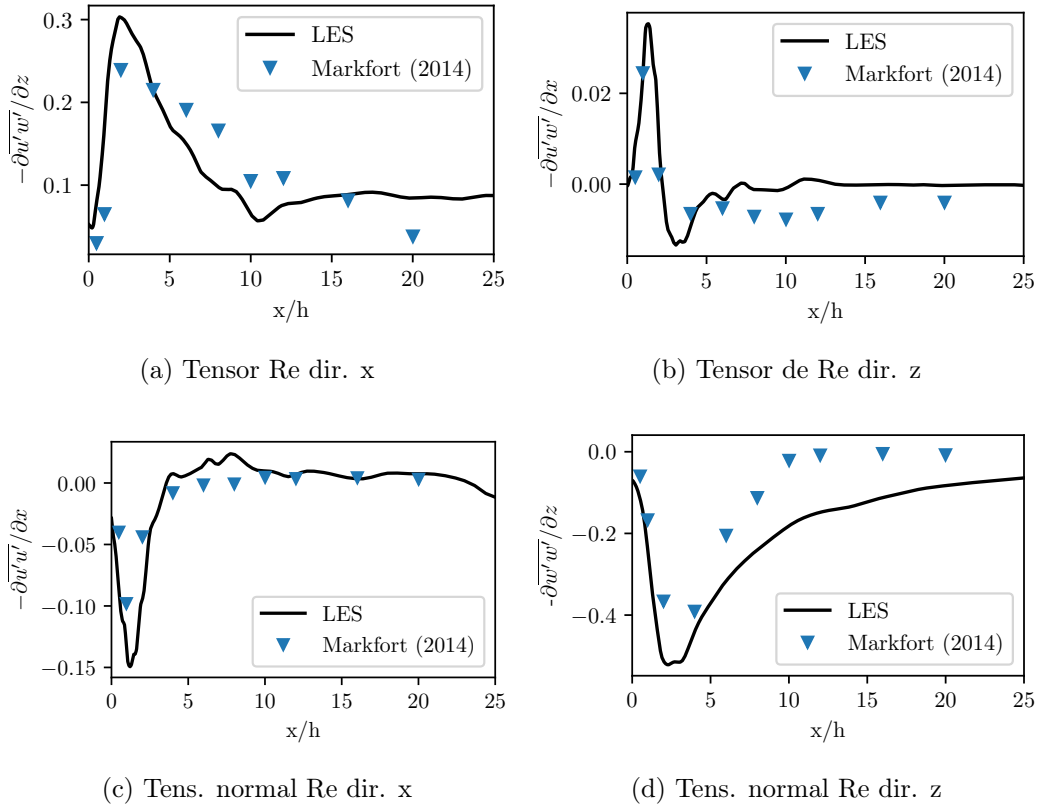 0.3
0.2
0.1
−∂u'w'/∂z
LES
Markfort (2014)
0 5 10 15 20 25
x/h
(a) Tensor Re dir. x
0.02
0.00
−∂u'w'/∂x
LES
Markfort (2014)
0 5 10 15 20 25
x/h
(b) Tensor de Re dir. z
0.00
−0.05
−0.10
−0.15
−∂u'u'/∂x
LES
Markfort (2014)
0 5 10 15 20 25
x/h
(c) Tens. normal Re dir. x
0.0
−0.2
−0.4
-∂w'w'/∂z
LES
Markfort (2014)
0 5 10 15 20 25
x/h
(d) Tens. normal Re dir. z